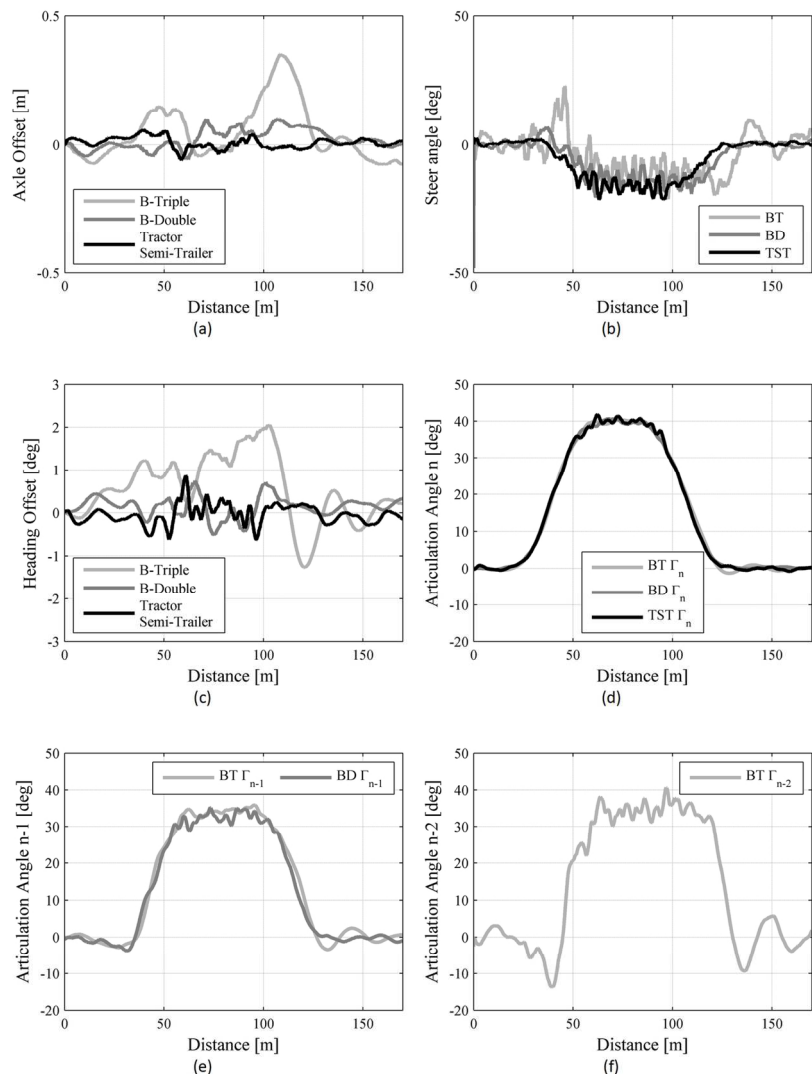 0.5
0
0.5
0 50 100 150
Axle Offset [m]
B-Triple
B-Double
Tractor
Semi-Trailer
Distance [m]
(a)
50
0
-50
0 50 100 150
Steer angle [deg]
BT
BD
TST
Distance [m]
(b)
3
2
1
0
-1
-2
-3
0 50 100 150
Heading Offset [deg]
B-Triple
B-Double
Tractor
Semi-Trailer
Distance [m]
(c)
50
40
30
20
10
0
-10
-20
0 50 100 150
Articulation Angle n [deg]
BT Γn
BD Γn
TST Γn
Distance [m]
(d)
50
40
30
20
10
0
-10
-20
0 50 100 150
Articulation Angle n-1 [deg]
BT Γn-1 BD Γn-1
Distance [m]
(e)
50
40
30
20
10
0
-10
-20
0 50 100 150
Articulation Angle n-2 [deg]
BT Γn-2
Distance [m]
(f)